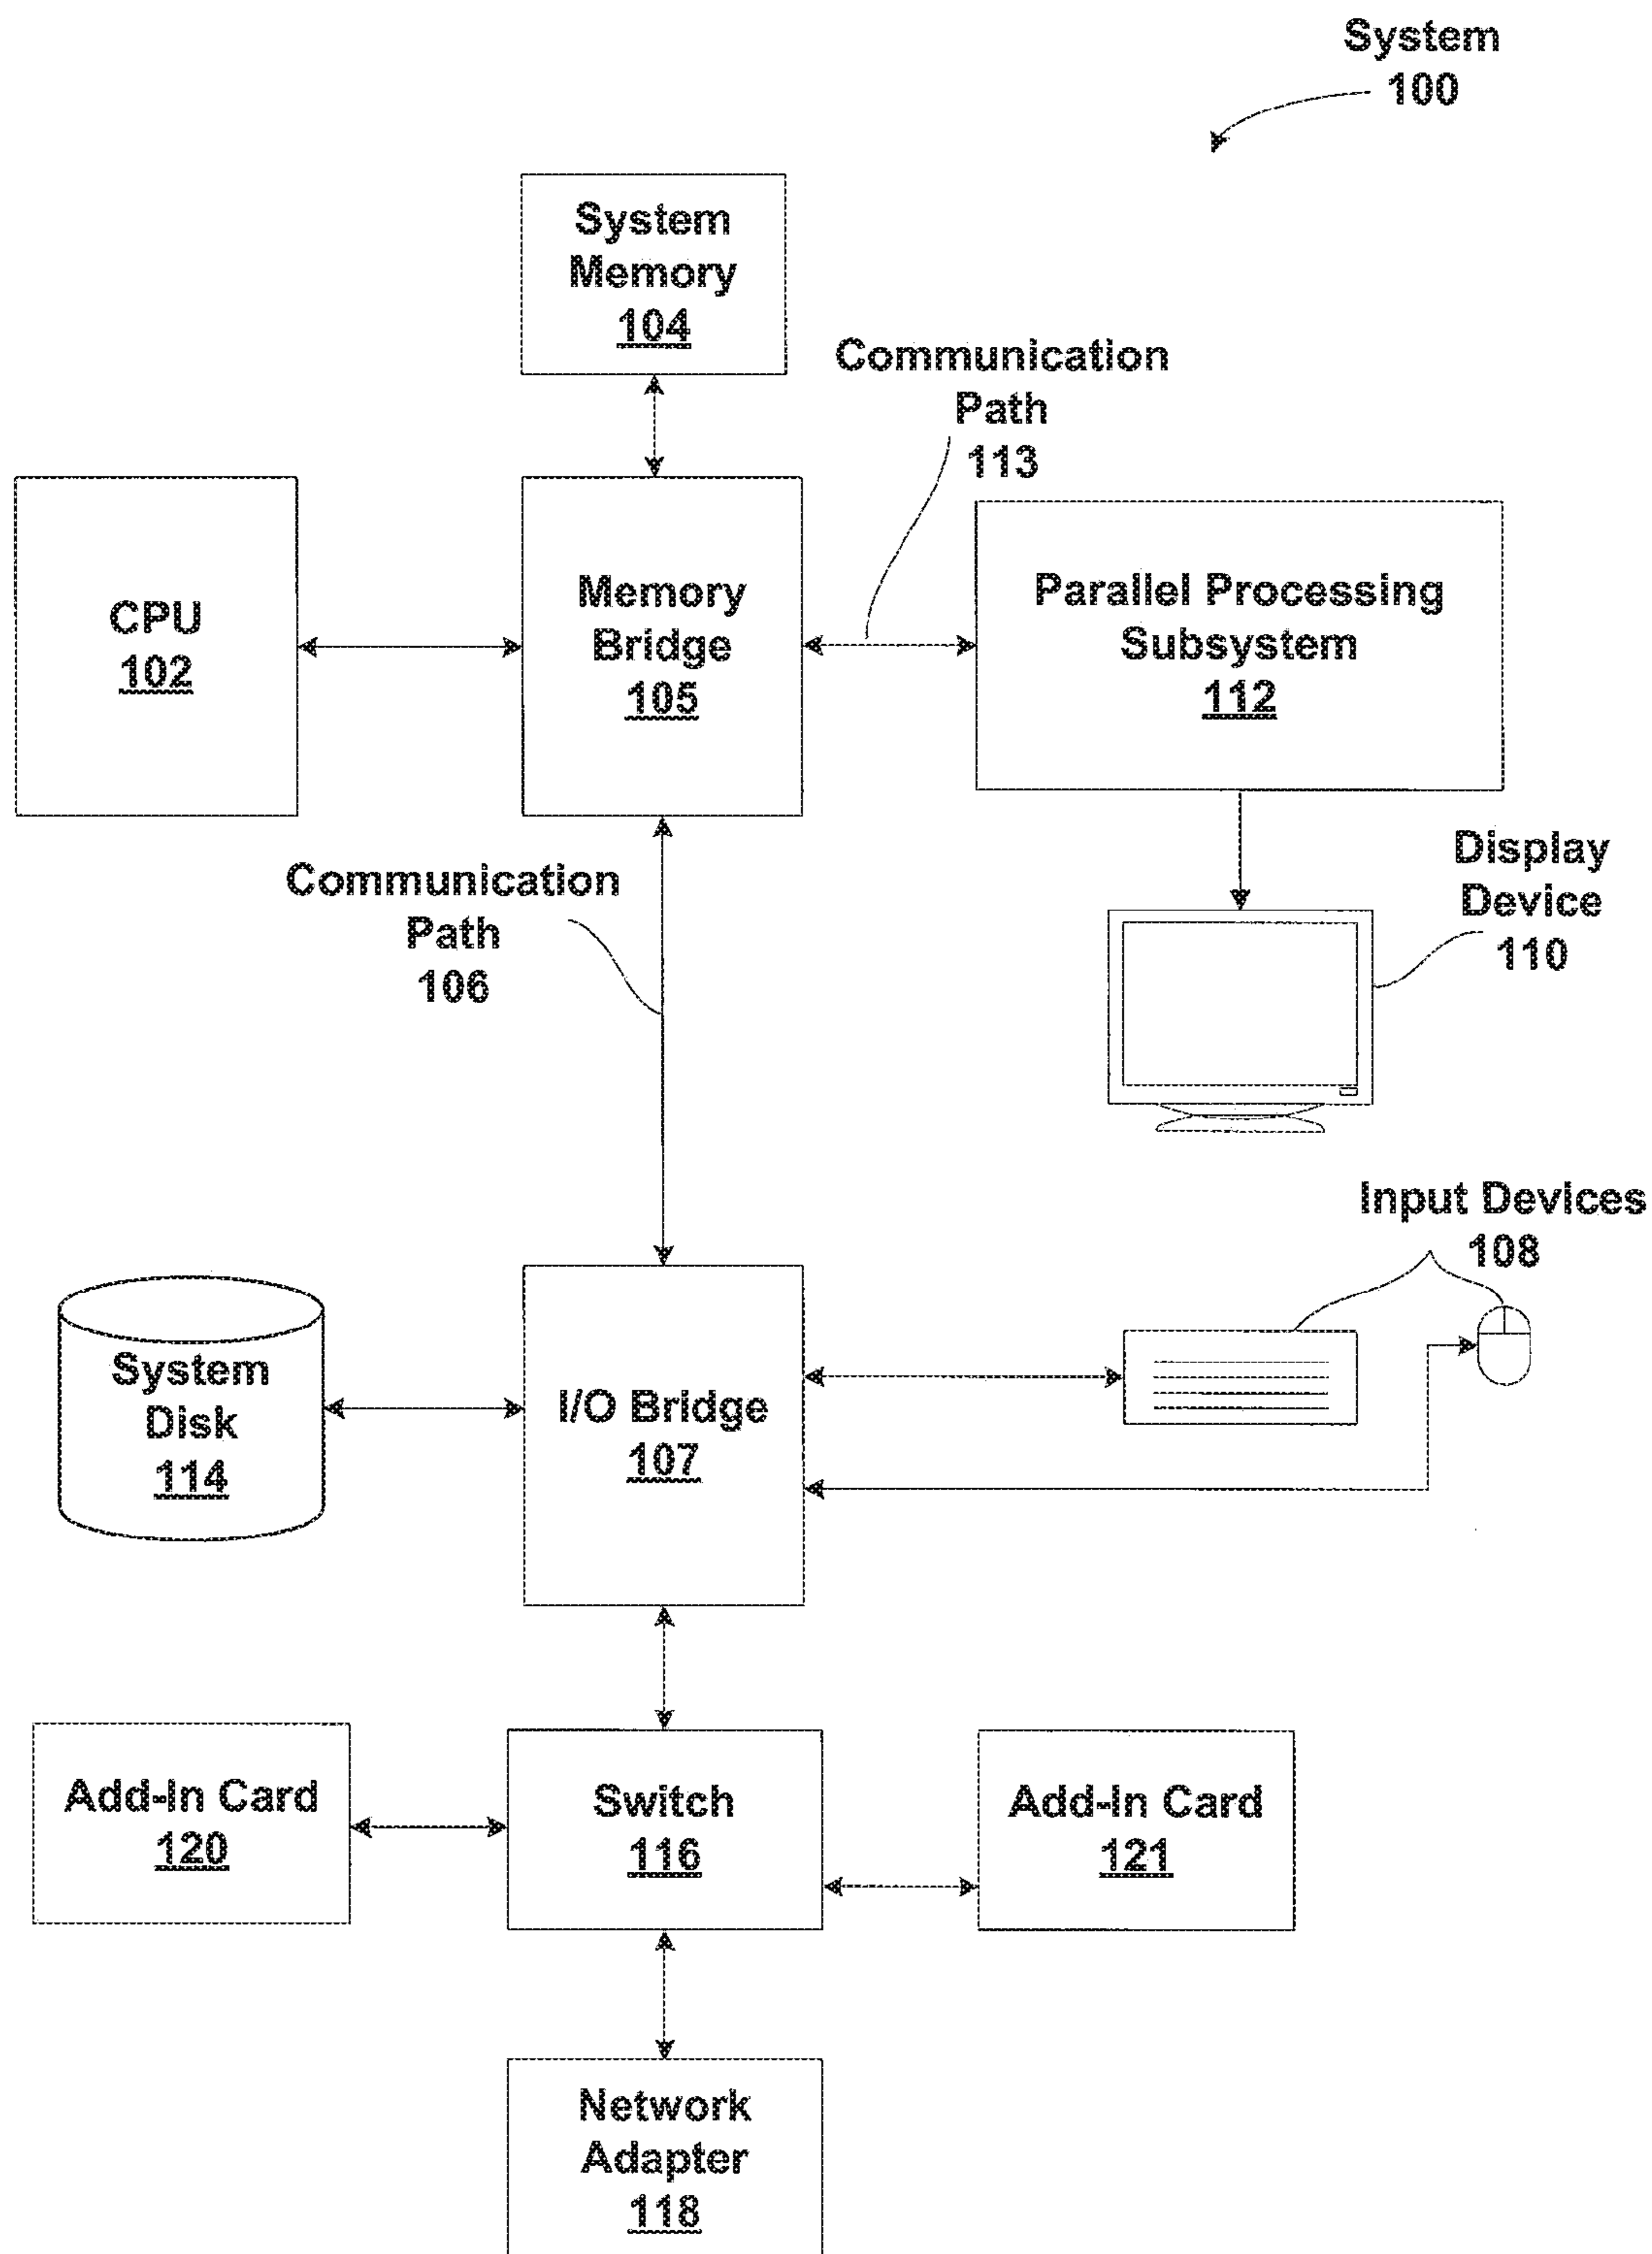 System
100
System
Memory
104
Communication
Path
113
CPU
102
Memory
Bridge
105
Parallel Processing
Subsystem
112
Communication
Path
106
Display
Device
110
Input Devices
108
System
Disk
114
I/O Bridge
107
Add-In Card
120
Switch
116
Add-In Card
121
Network
Adapter
118